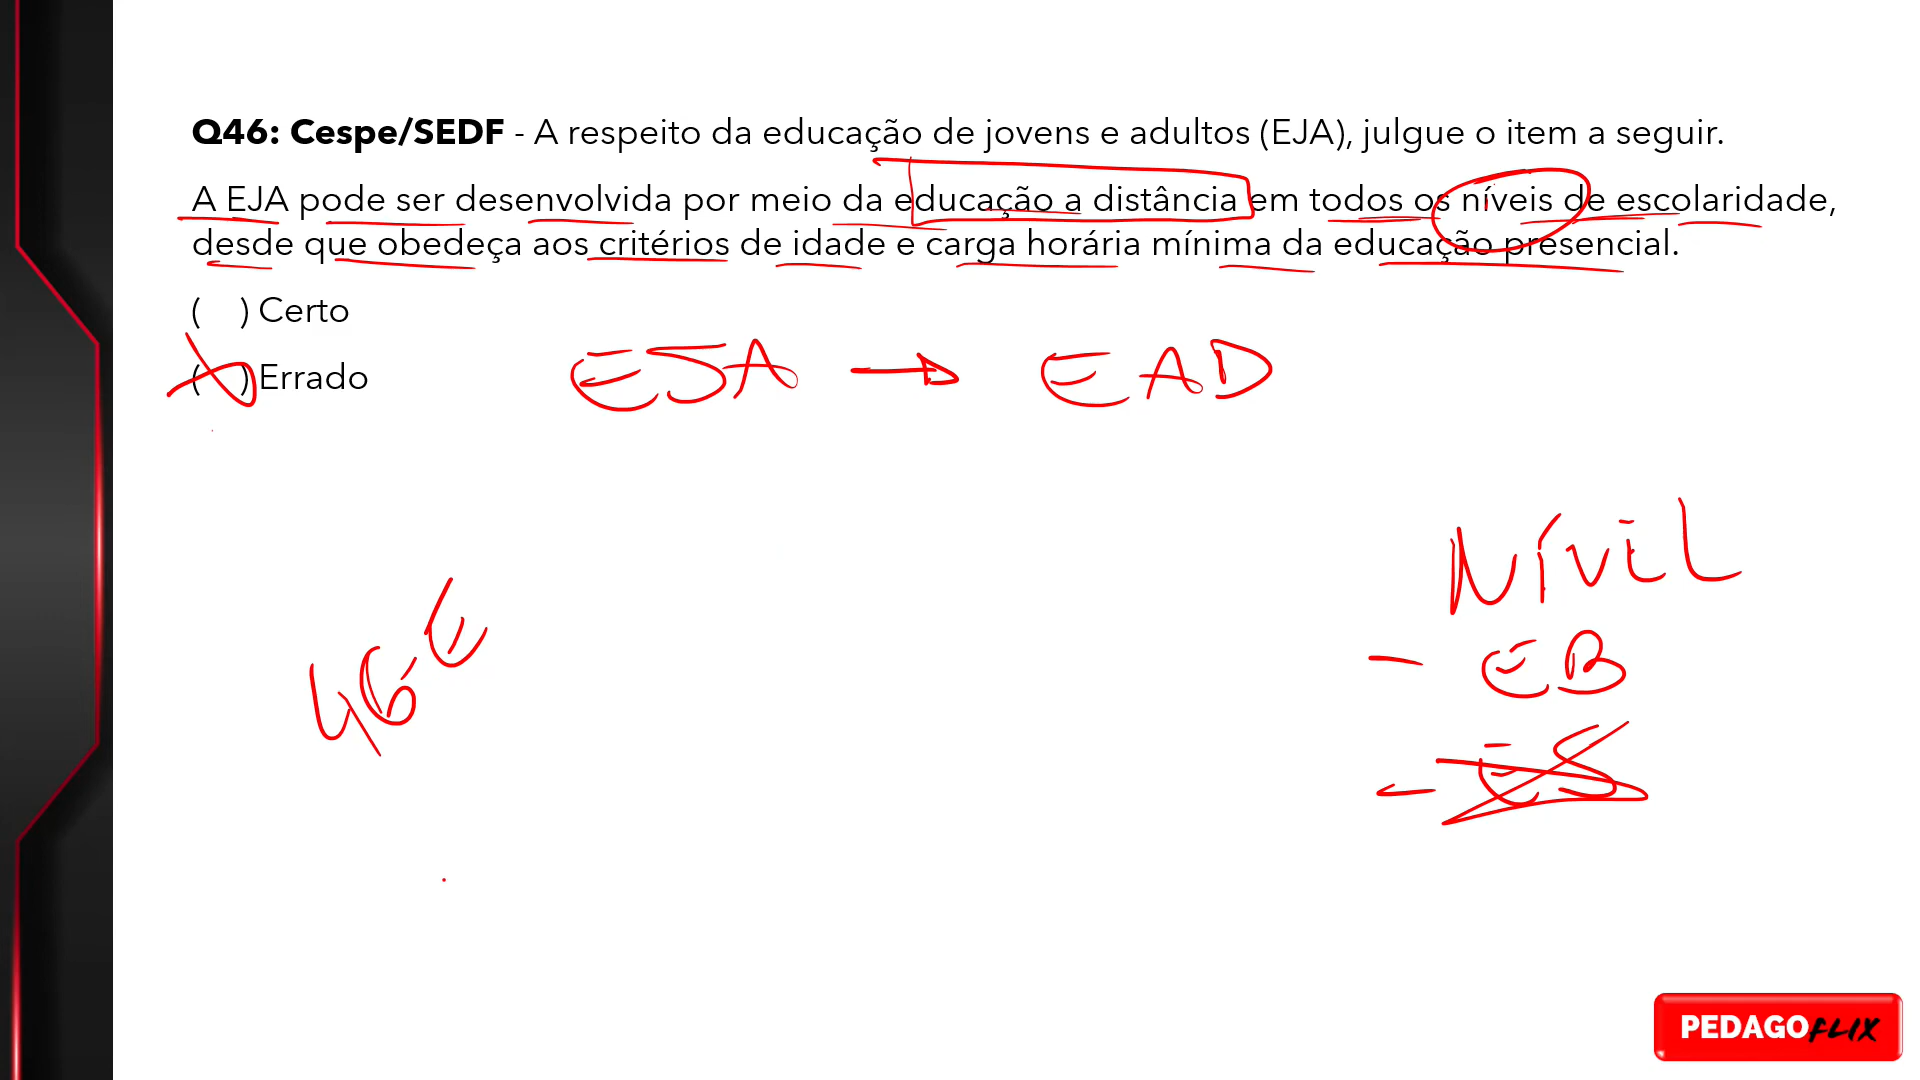 Q46: Cespe/SEDF - A respeito da educação de jovens e adultos (EJA), julgue o item a seguir.
A EJA pode ser desenvolvida por meio da educação a distância em todos os níveis de escolaridade,
desde que obedeça aos critérios de idade e carga horária mínima da educação presencial.
( ) Certo
( ) Errado
EJA → EAD
NíviL
- EB
- ES
46-E
PEDAGOFLIX